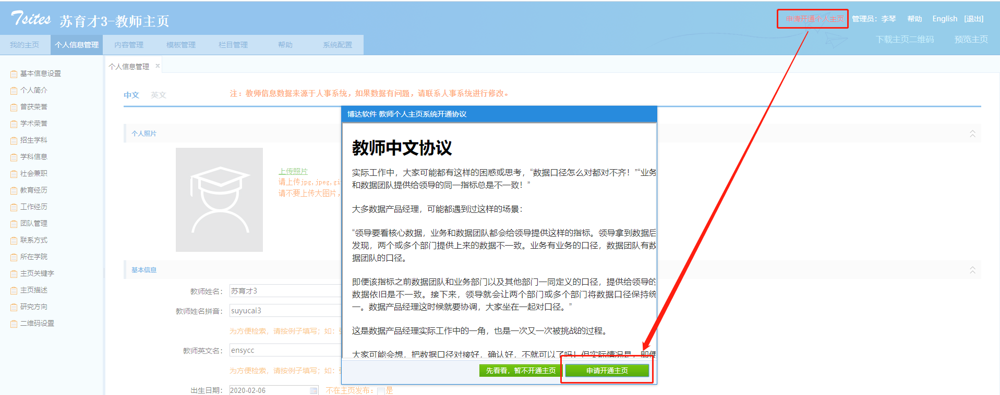 Tsites 苏育才3-教师主页
申请开通个人主页 管理员：李琴 帮助 English [退出]
下载主页二维码 预览主页
我的主页 个人信息管理 内容管理 模板管理 栏目管理 帮助 系统配置
个人信息管理 x
基本信息设置
个人简介
曾获荣誉
学术荣誉
招生学科
学科信息
社会兼职
教育经历
工作经历
团队管理
联系方式
所在学院
主页关键字
主页描述
研究方向
二维码设置
中文 英文 注：教师信息数据来源于人事系统，如果数据有问题，请联系人事系统进行修改。
个人照片
上传照片
请上传jpg,jpeg,gi
请不要上传大图片，
基本信息
教师姓名： 苏育才3
教师姓名拼音： suyucai3
为方便检索，请按例子填写；如：
教师英文名： ensycc
为方便检索，请按例子填写；如：
出生日期： 2020-02-06 不在主页发布： 是
博达软件 教师个人主页系统开通协议
教师中文协议
实际工作中，大家可能都有这样的困惑或思考，“数据口径怎么对都对不齐！”“业务
和数据团队提供给领导的同一指标总是不一致！”
大多数据产品经理，可能都遇到过这样的场景：
“领导要看核心数据，业务和数据团队都会给领导提供这样的指标。领导拿到数据后
发现，两个或多个部门提供上来的数据不一致。业务有业务的口径，数据团队有数
据团队的口径。
即便该指标之前数据团队和业务部门以及其他部门一同定义的口径，提供给领导的
数据依旧是不一致。接下来，领导就会让两个部门或多个部门将数据口径保持统
一。数据产品经理这时候就要协调，大家坐在一起对口径。”
这是数据产品经理实际工作中的一角，也是一次又一次被挑战的过程。
大家可能会想，把数据口径对接好，确认好，不就可以了吗！但实际情况是，即便
先看看，暂不开通主页 申请开通主页